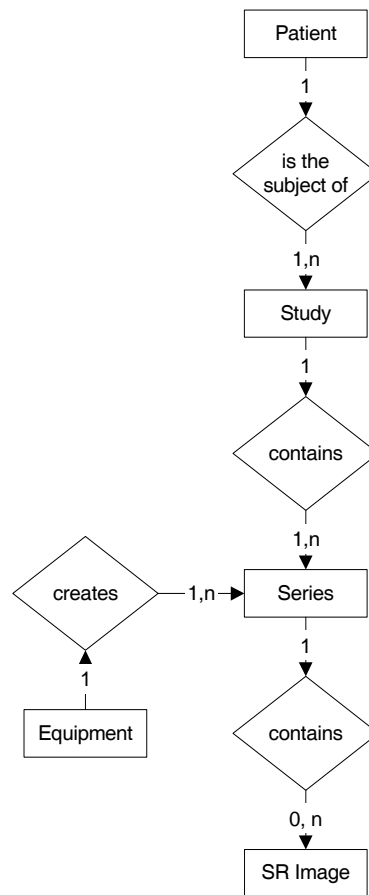 Patient
1
is the
subject of
1,n
Study
1
contains
1,n
creates
1,n
Series
1
1
Equipment
contains
0, n
SR Image